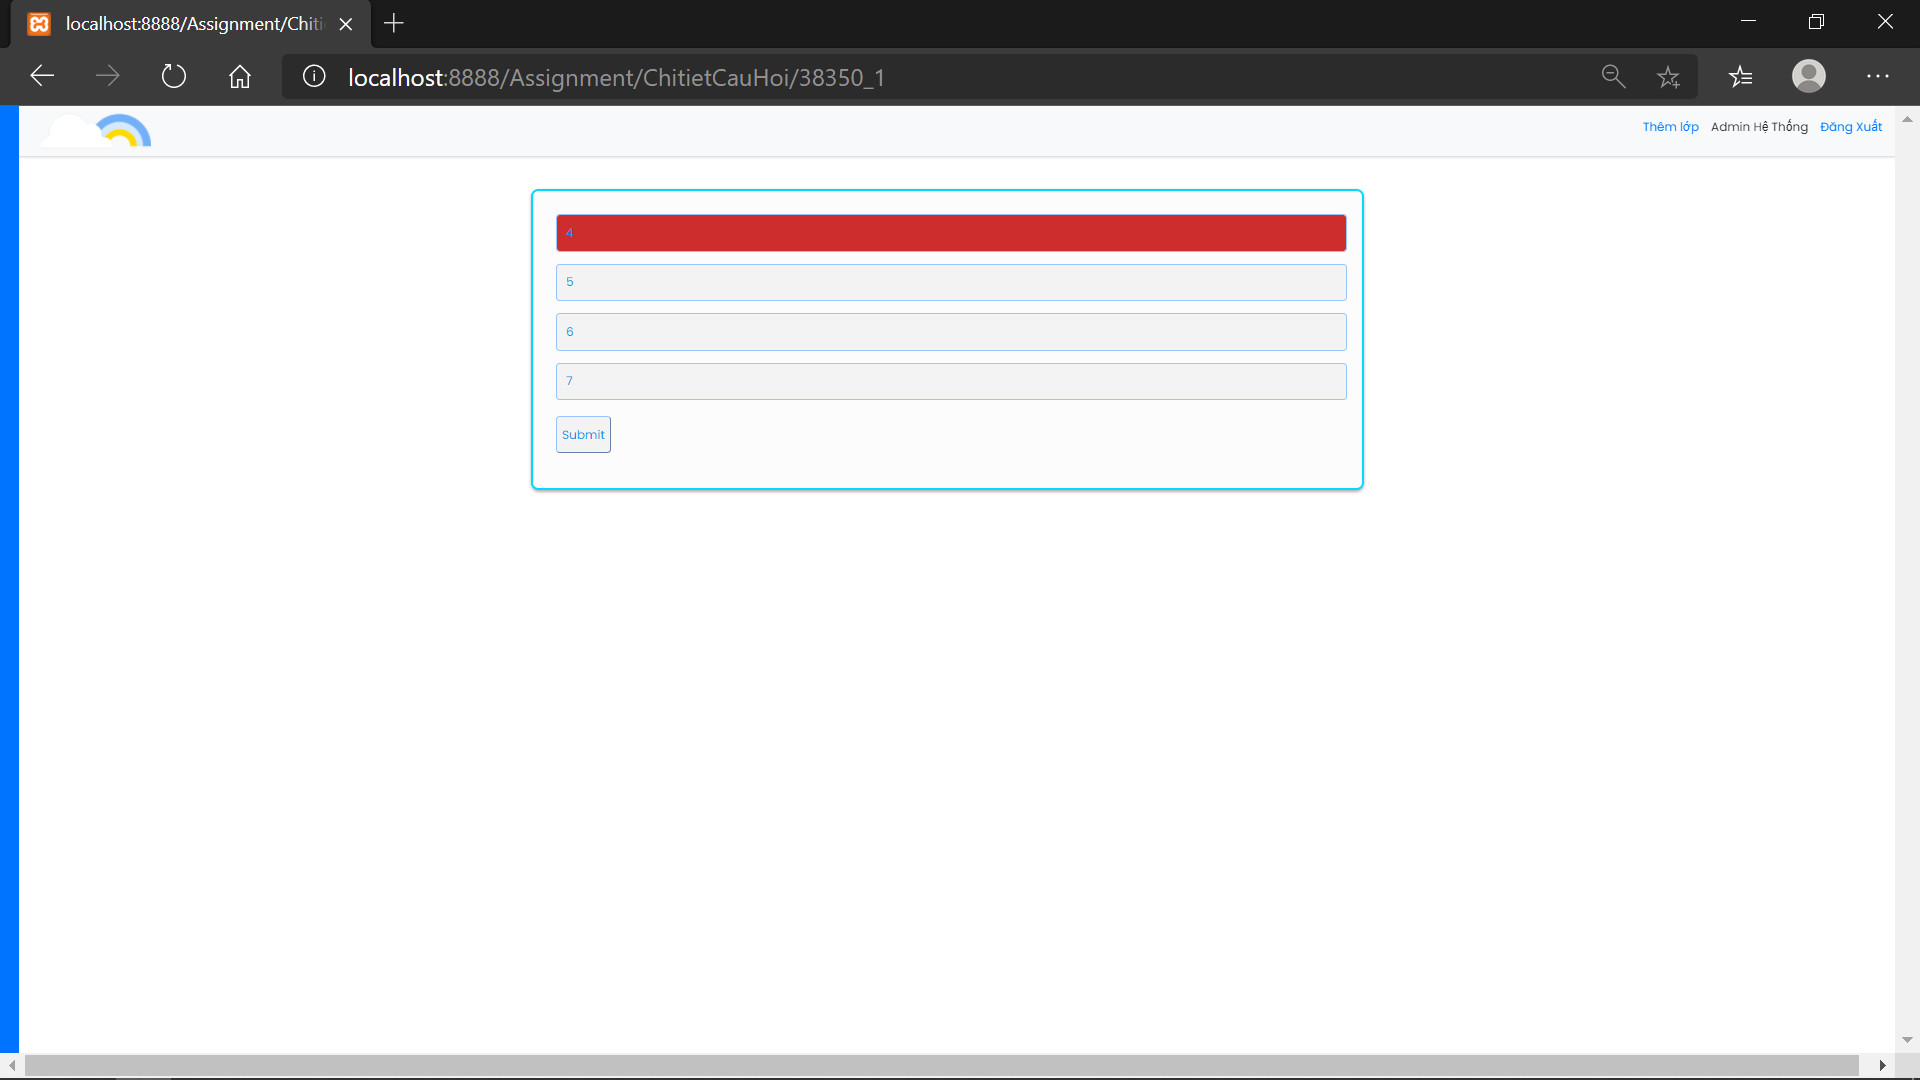 localhost:8888/Assignment/Chiti
localhost:8888/Assignment/ChitietCauHoi/38350_1
Thêm lớp Admin Hệ Thống Đăng Xuất
4
5
6
7
Submit